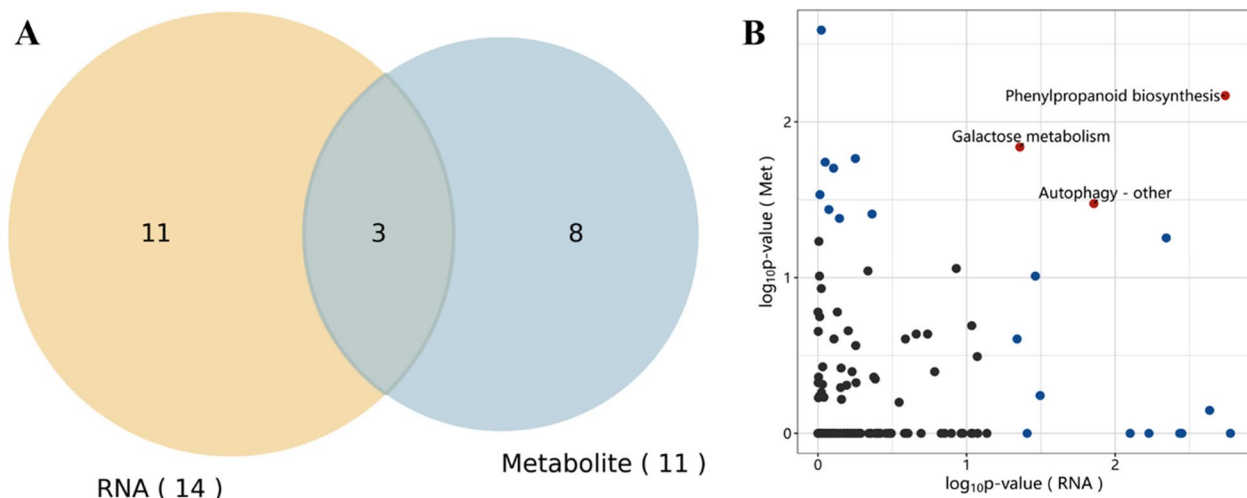 A
11
3
8
RNA ( 14 )
Metabolite ( 11 )
B
Phenylpropanoid biosynthesis
Galactose metabolism
Autophagy - other
2
1
0
0
1
2
log₁₀p-value ( Met )
log₁₀p-value ( RNA )